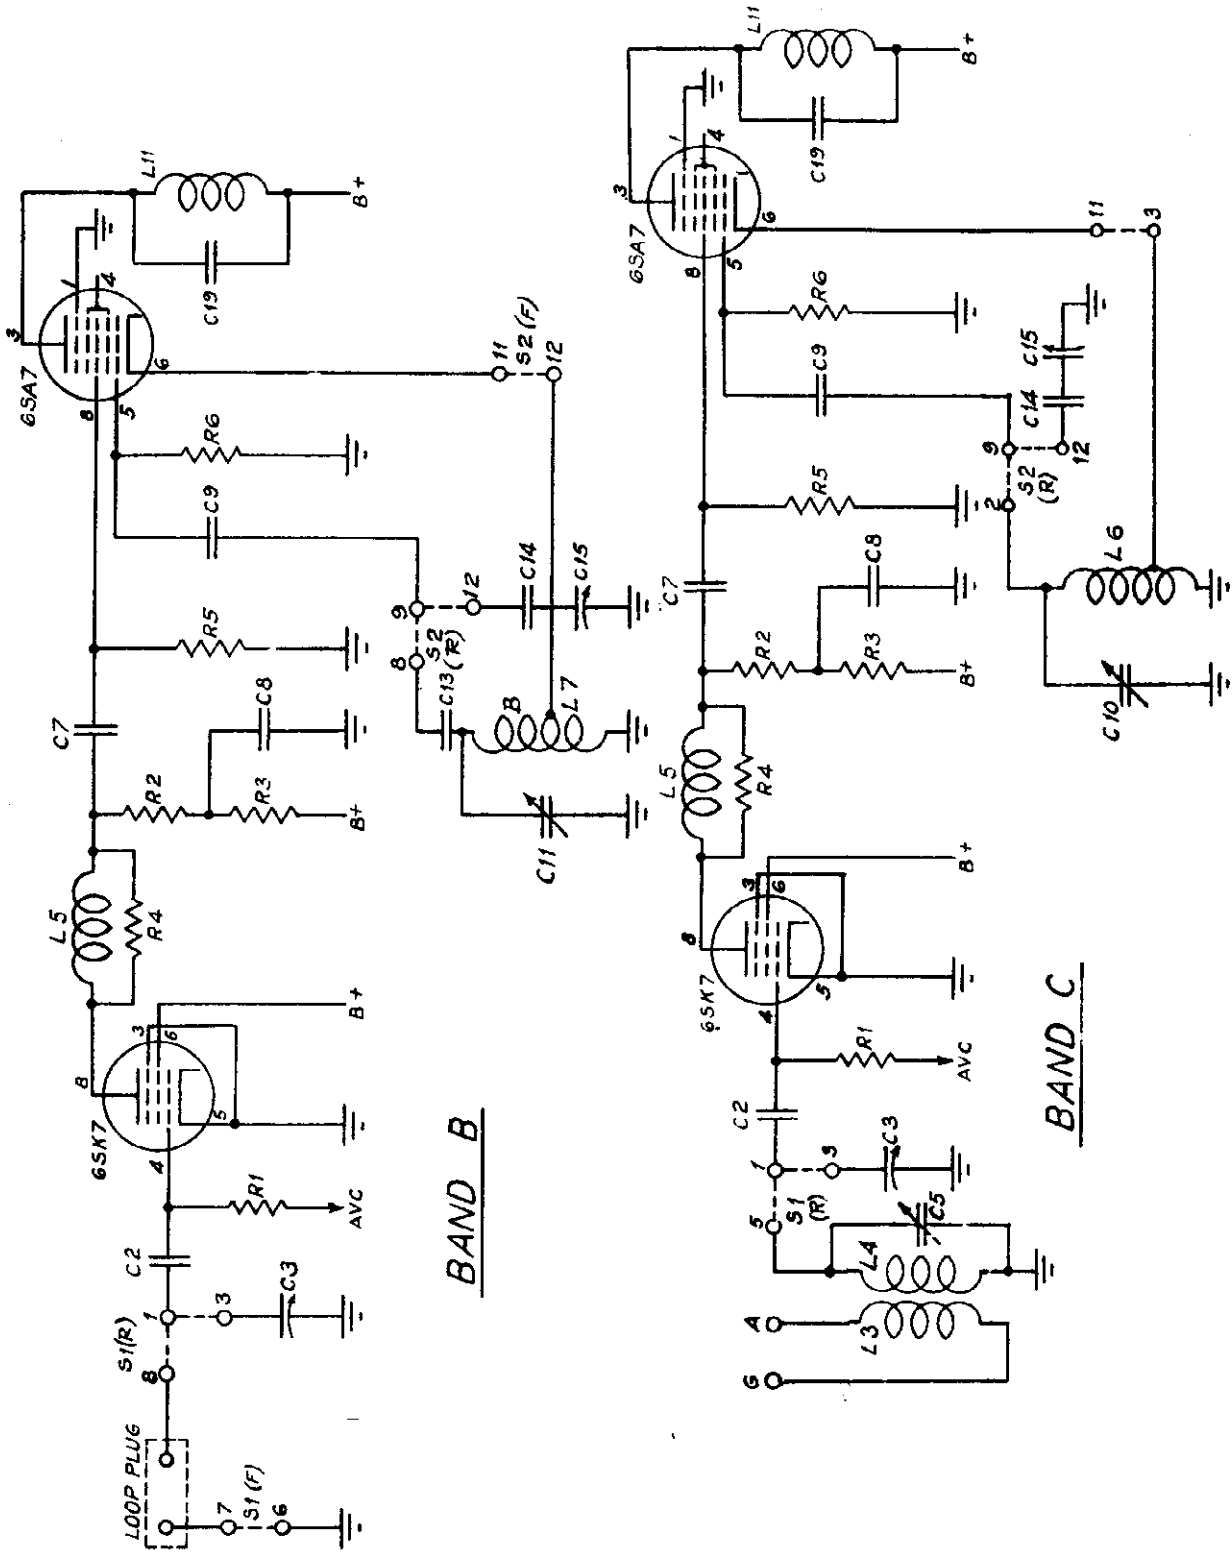 BAND B
LOOP PLUG
7
S1 (F)
6
8
S1(R)
1
3
C3
C2
R1
AVC
4
6SK7
8
3
6
5
B+
L5
R4
R2
C8
R3
B+
C7
R5
R6
C9
8
5
6SA7
3
1
4
6
L11
C19
B+
11
S2 (F)
12
9
12
8
S2
(R)
C13
C14
C15
B
L7
C11
BAND C
G
A
L3
L4
C5
5
S1
(R)
1
3
C3
C2
R1
AVC
4
6SK7
8
3
6
5
B+
L5
R4
R2
C8
R3
B+
C7
R5
R6
C9
8
5
6SA7
3
1
4
6
L11
C19
B+
11
3
2
S2
(R)
9
12
C14
C15
L6
C10